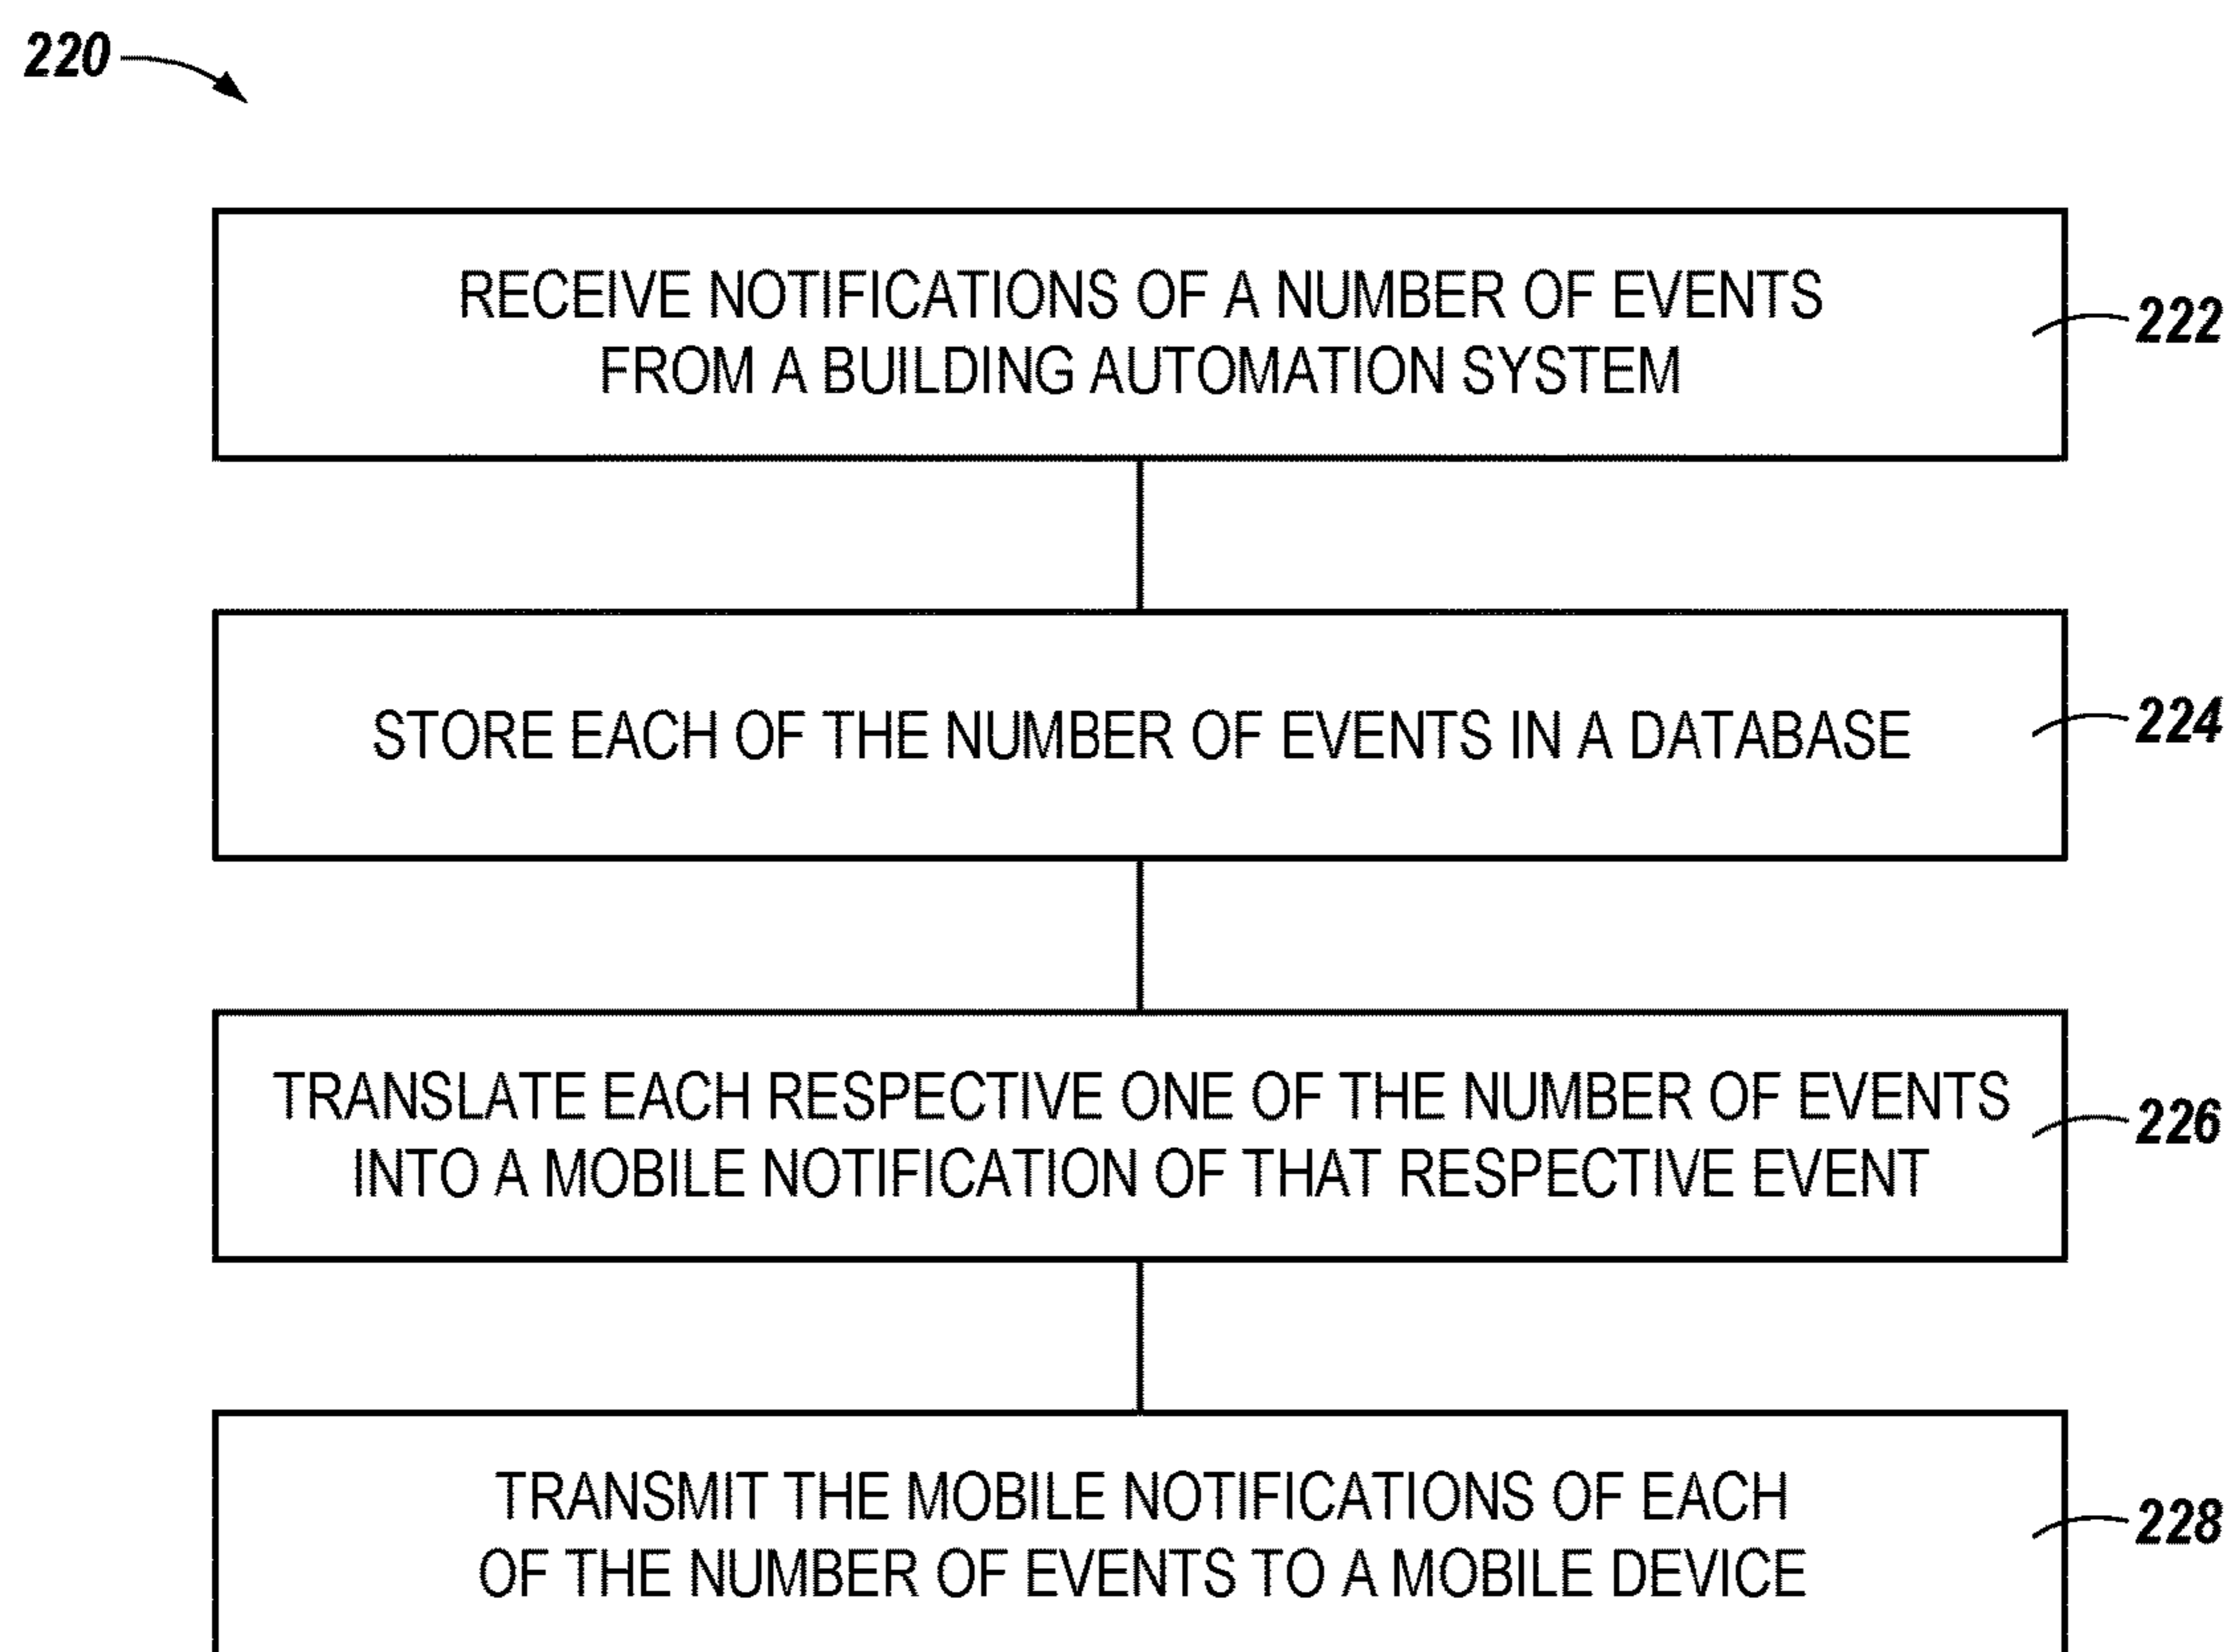 220
RECEIVE NOTIFICATIONS OF A NUMBER OF EVENTS
FROM A BUILDING AUTOMATION SYSTEM
222
STORE EACH OF THE NUMBER OF EVENTS IN A DATABASE
224
TRANSLATE EACH RESPECTIVE ONE OF THE NUMBER OF EVENTS
INTO A MOBILE NOTIFICATION OF THAT RESPECTIVE EVENT
226
TRANSMIT THE MOBILE NOTIFICATIONS OF EACH
OF THE NUMBER OF EVENTS TO A MOBILE DEVICE
228